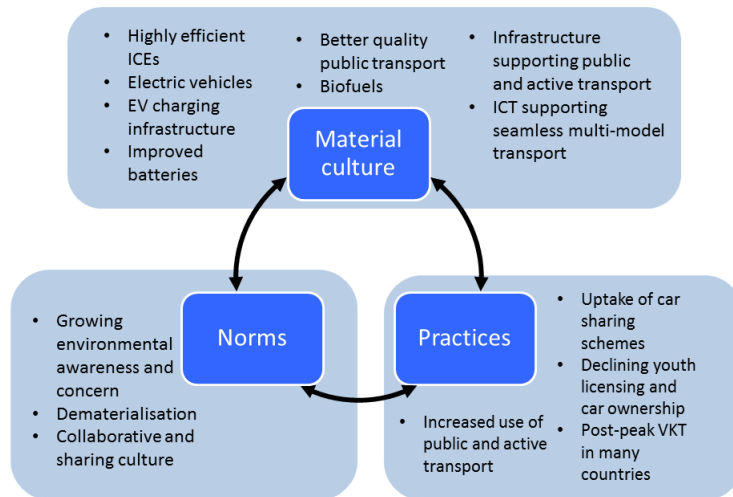 • Highly efficient
ICEs
• Electric vehicles
• EV charging
infrastructure
• Improved
batteries
• Better quality
public transport
• Biofuels
• Infrastructure
supporting public
and active transport
• ICT supporting
seamless multi-model
transport
Material
culture
Norms
• Growing
environmental
awareness and
concern
• Dematerialisation
• Collaborative and
sharing culture
Practices
• Increased use of
public and active
transport
• Uptake of car
sharing
schemes
• Declining youth
licensing and
car ownership
• Post-peak VKT
in many
countries